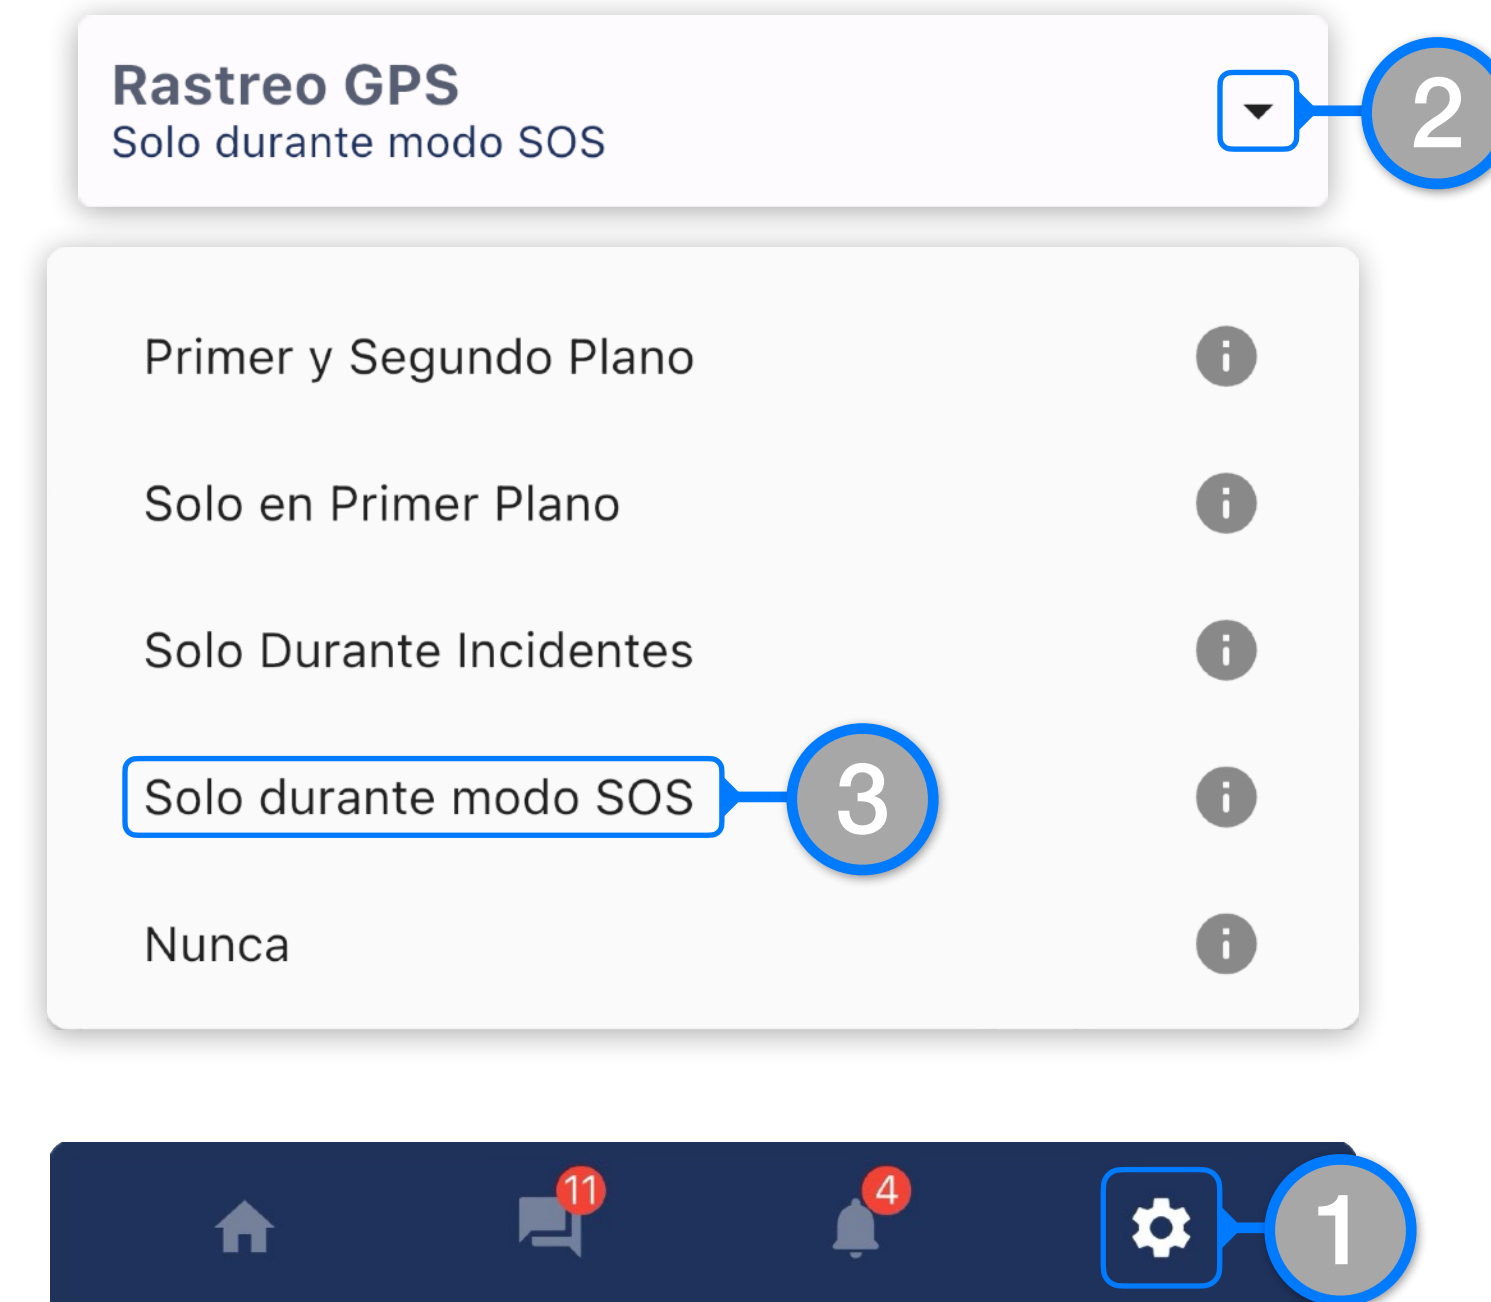 Rastreo GPS
Solo durante modo SOS
2
Primer y Segundo Plano
Solo en Primer Plano
Solo Durante Incidentes
Solo durante modo SOS
3
Nunca
11
4
1